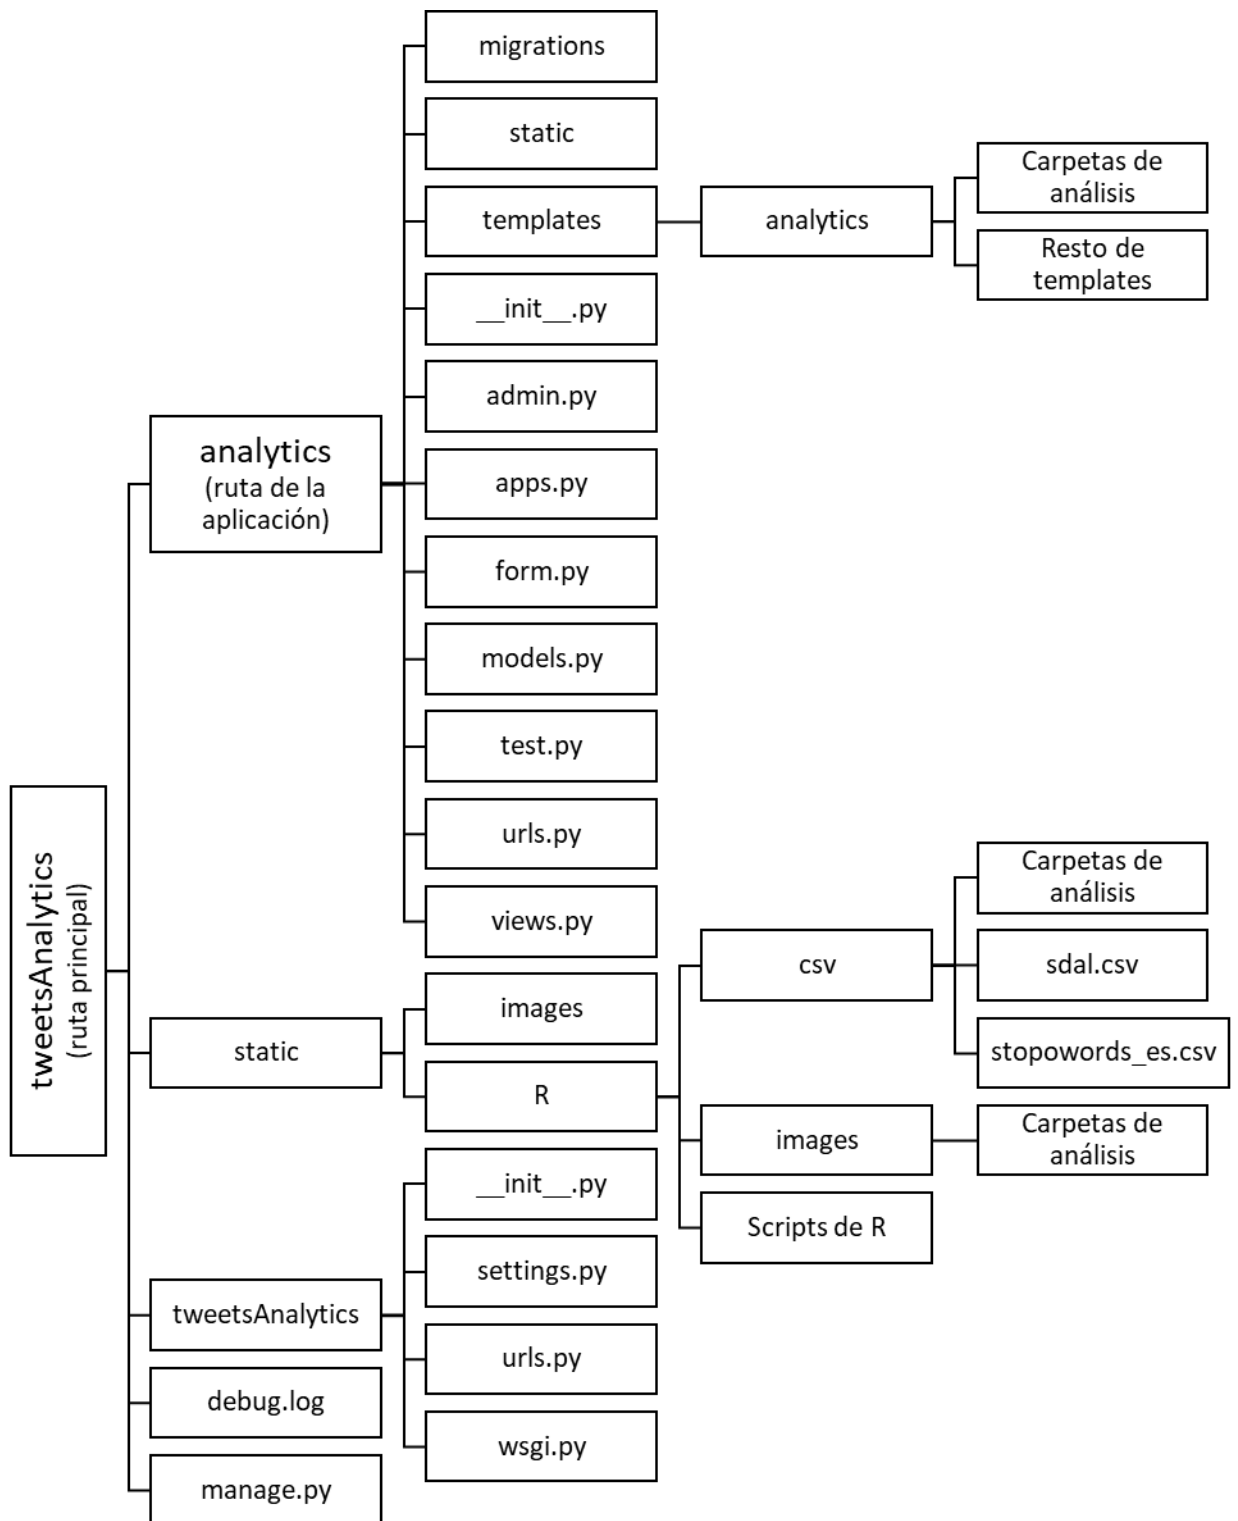 migrations
static
templates
analytics
Carpetas de
análisis
Resto de
templates
__init__.py
admin.py
analytics
(ruta de la
aplicación)
apps.py
form.py
models.py
test.py
urls.py
views.py
tweetsAnalytics
(ruta principal)
static
images
R
csv
Carpetas de
análisis
sdal.csv
stopowords_es.csv
images
Carpetas de
análisis
Scripts de R
tweetsAnalytics
__init__.py
settings.py
urls.py
wsgi.py
debug.log
manage.py